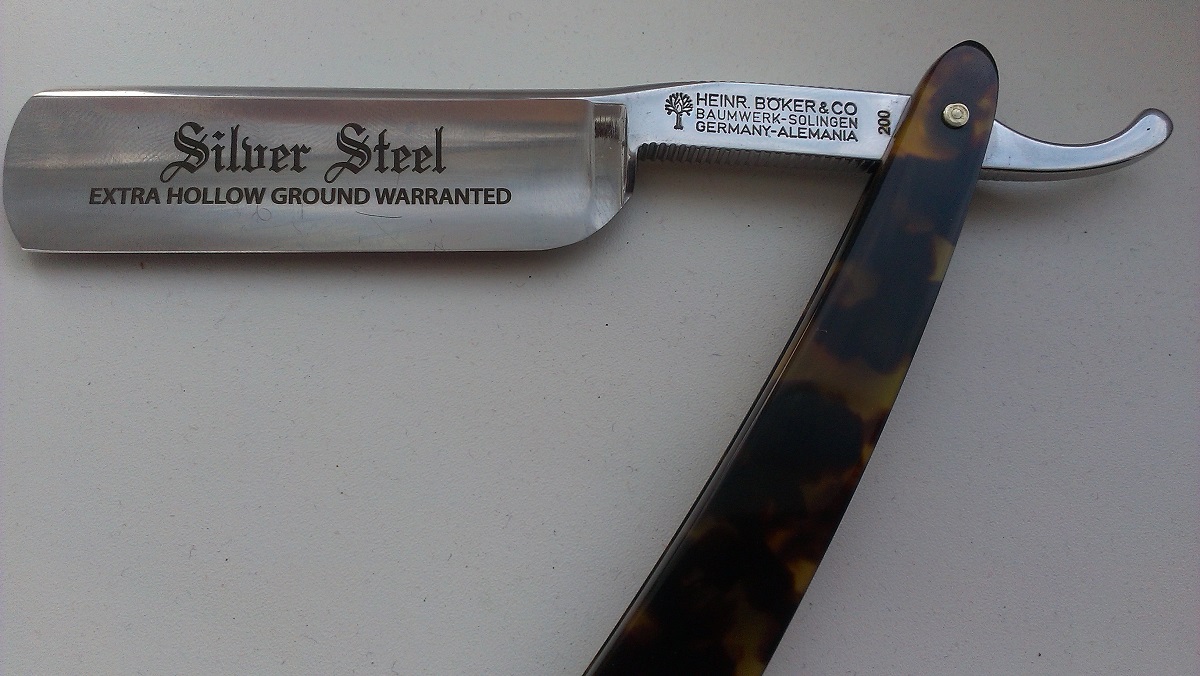 Silver Steel
EXTRA HOLLOW GROUND WARRANTED
HEINR. BÖKER & CO
BAUMWERK-SOLINGEN
GERMANY-ALEMANIA
200